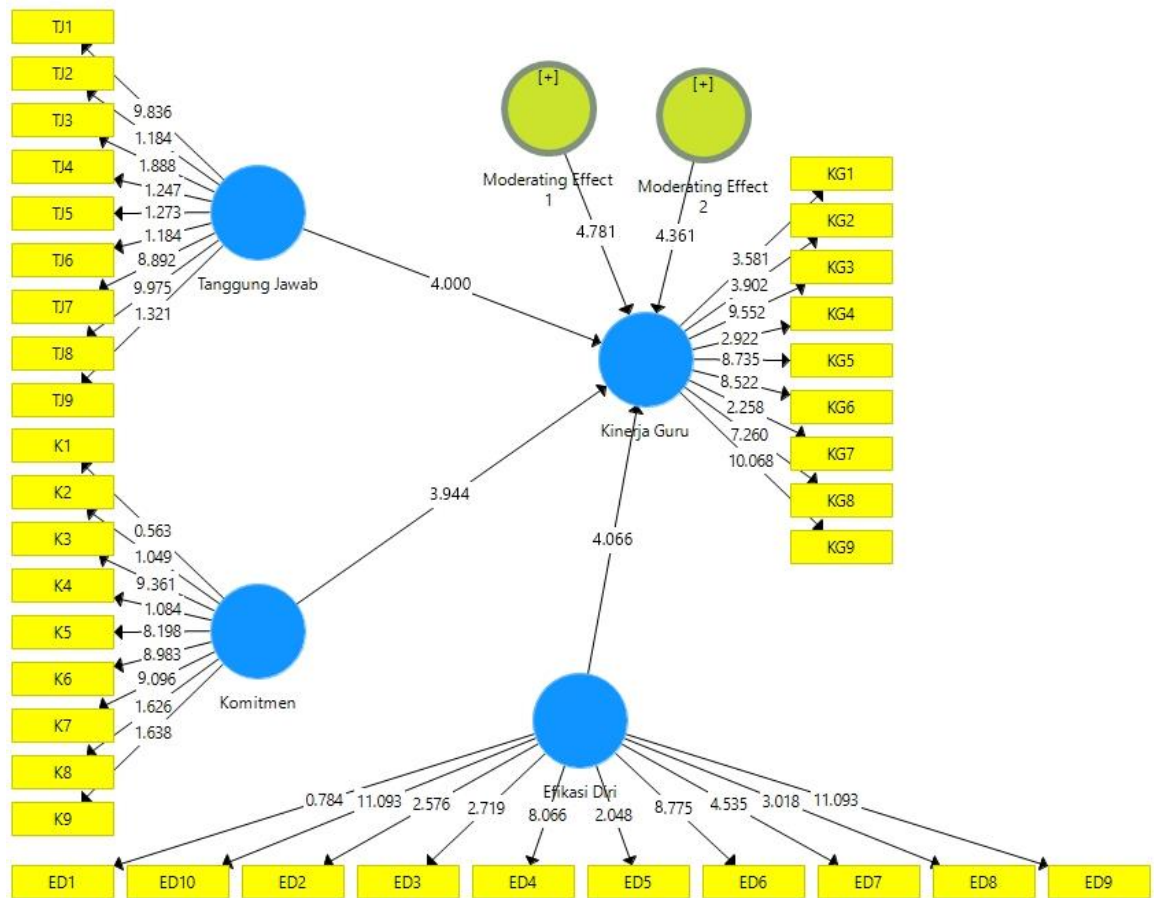 TJ1
TJ2
TJ3
TJ4
TJ5
TJ6
TJ7
TJ8
TJ9
9.836
1.184
1.888
1.247
1.273
1.184
8.892
9.975
1.321
Tanggung Jawab
4.000
[+]
Moderating Effect
1
4.781
[+]
Moderating Effect
2
4.361
KG1
KG2
KG3
KG4
KG5
KG6
KG7
KG8
KG9
3.581
3.902
9.552
2.922
8.735
8.522
2.258
7.260
10.068
Kinerja Guru
K1
K2
K3
K4
K5
K6
K7
K8
K9
0.563
1.049
9.361
1.084
8.198
8.983
9.096
1.626
1.638
Komitmen
3.944
4.066
Efikasi Diri
0.784
11.093
2.576
2.719
8.066
2.048
8.775
4.535
3.018
11.093
ED1
ED10
ED2
ED3
ED4
ED5
ED6
ED7
ED8
ED9